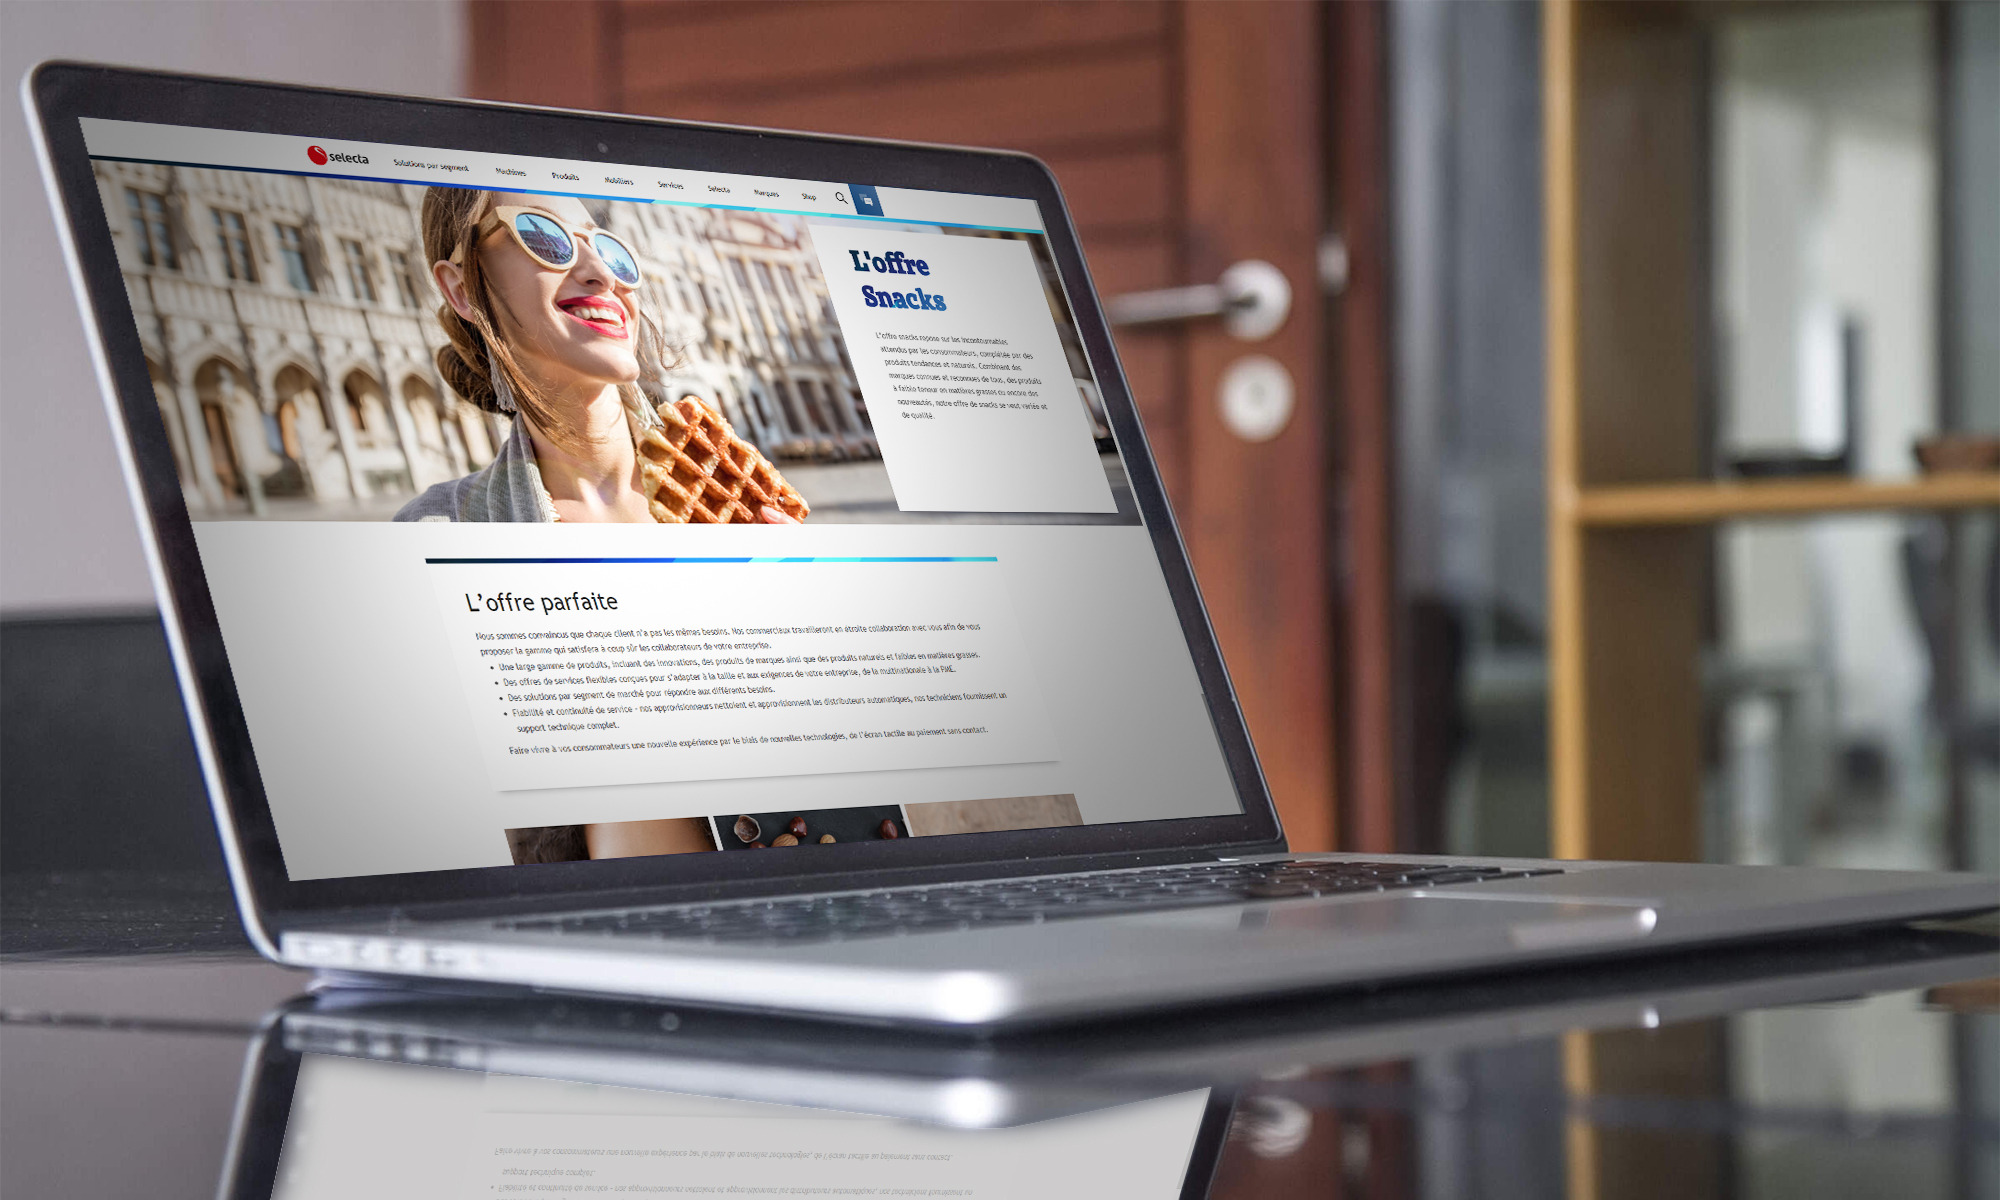 selecta
Solutions par segment
Machines
Produits
Mobiliers
Services
Selecta
Marques
Shop
L'offre
Snacks
L'offre snacks repose sur les incontournables
attendus par les consommateurs, complétée par des
produits tendances et naturels. Combinant des
marques connues et reconnues de tous, des produits
à faible teneur en matières grasses ou encore des
nouveautés, notre offre de snacks se veut variée et
de qualité.
L'offre parfaite
Nous sommes convaincus que chaque client n'a pas les mêmes besoins. Nos commerciaux travailleront en étroite collaboration avec vous afin de vous
proposer la gamme qui satisfera à coup sûr les collaborateurs de votre entreprise.
• Une large gamme de produits, incluant des innovations, des produits de marques ainsi que des produits naturels et faibles en matières grasses.
• Des offres de services flexibles conçues pour s'adapter à la taille et aux exigences de votre entreprise, de la multinationale à la PME.
• Des solutions par segment de marché pour répondre aux différents besoins.
• Fiabilité et continuité de service - nos approvisionneurs nettoient et approvisionnent les distributeurs automatiques, nos techniciens fournissent un
support technique complet.
Faire vivre à vos consommateurs une nouvelle expérience par le biais de nouvelles technologies, de l'écran tactile au paiement sans contact.